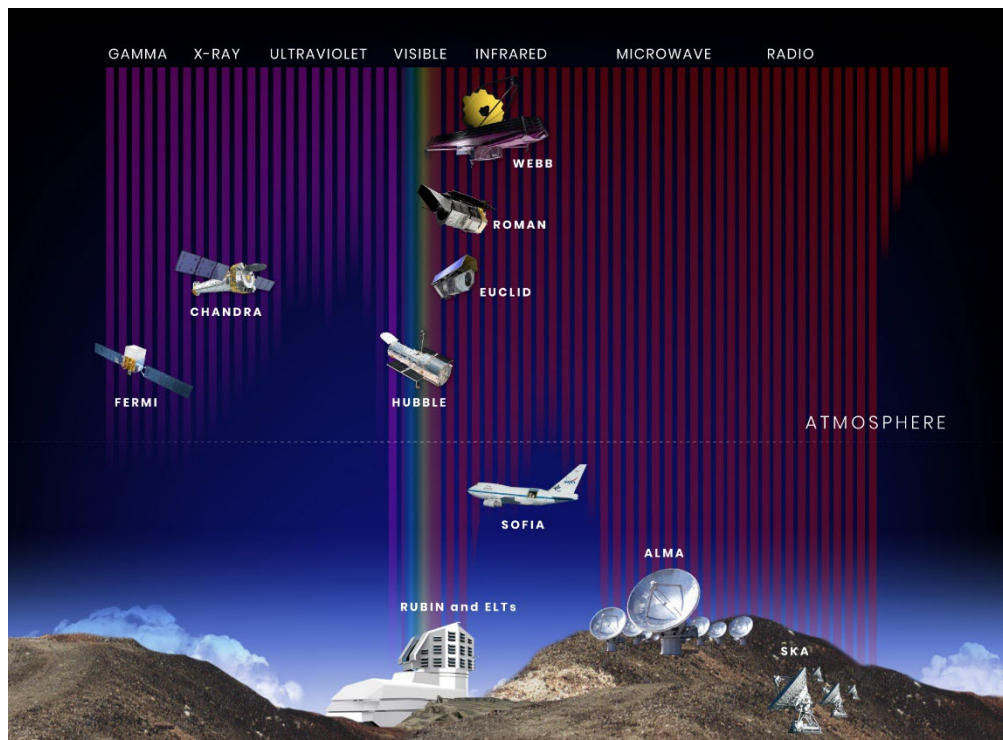 GAMMA X-RAY ULTRAVIOLET VISIBLE INFRARED MICROWAVE RADIO
WEBB
ROMAN
EUCLID
CHANDRA
FERMI
HUBBLE
ATMOSPHERE
SOFIA
ALMA
RUBIN and ELTs
SKA